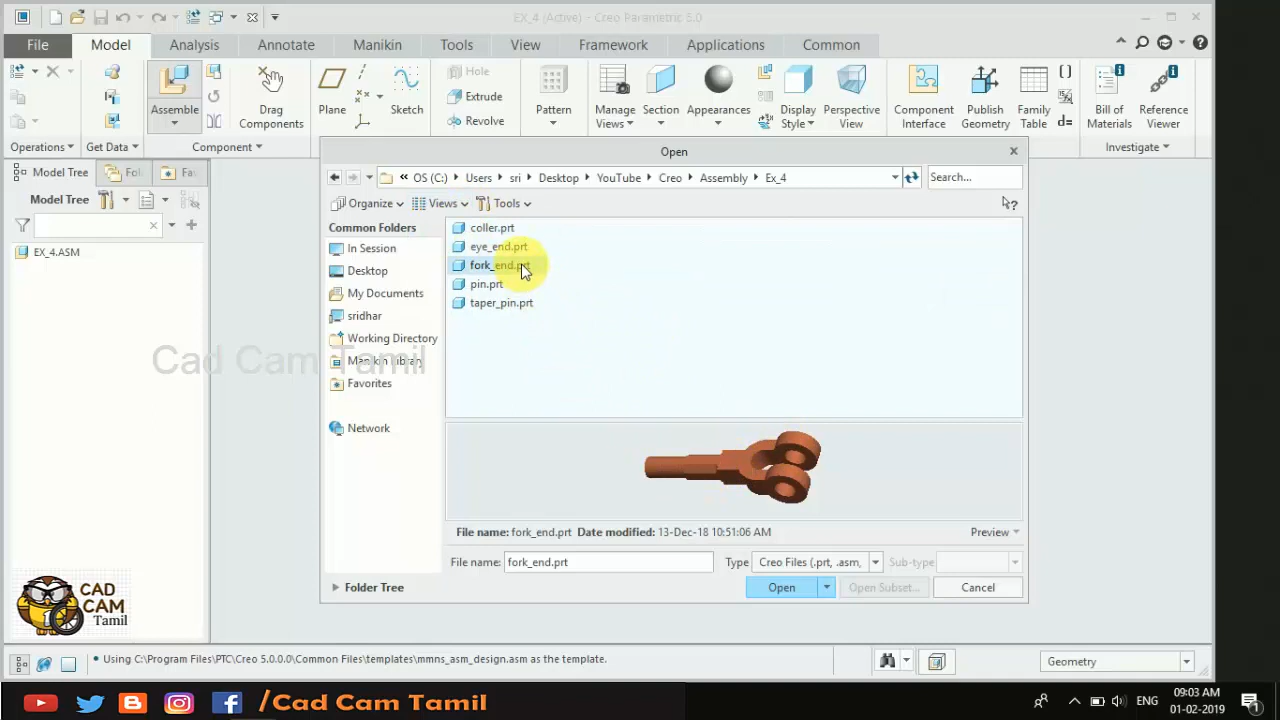 EX_4 (Active) - Creo Parametric 5.0
File Model Analysis Annotate Manikin Tools View Framework Applications Common
Assemble
Drag Components
Plane
Sketch
Hole
Extrude
Revolve
Pattern
Manage Views
Section
Appearances
Display Style
Perspective View
Component Interface
Publish Geometry
Family Table
Bill of Materials
Reference Viewer
Operations Get Data Component Investigate
Model Tree Fol Fav
Model Tree
EX_4.ASM
Open
« OS (C:) Users sri Desktop YouTube Creo Assembly Ex_4 Search...
Organize Views Tools
Common Folders
In Session
Desktop
My Documents
sridhar
Working Directory
Manikin Library
Favorites
Network
coller.prt
eye_end.prt
fork_end.prt
pin.prt
taper_pin.prt
Cad Cam Tamil
File name: fork_end.prt Date modified: 13-Dec-18 10:51:06 AM Preview
File name: fork_end.prt Type Creo Files (.prt, .asm, Sub-type
Folder Tree Open Open Subset... Cancel
CAD
CAM
Tamil
• Using C:\Program Files\PTC\Creo 5.0.0.0\Common Files\templates\mmns_asm_design.asm as the template.
Geometry
/Cad Cam Tamil
ENG
09:03 AM
01-02-2019
1